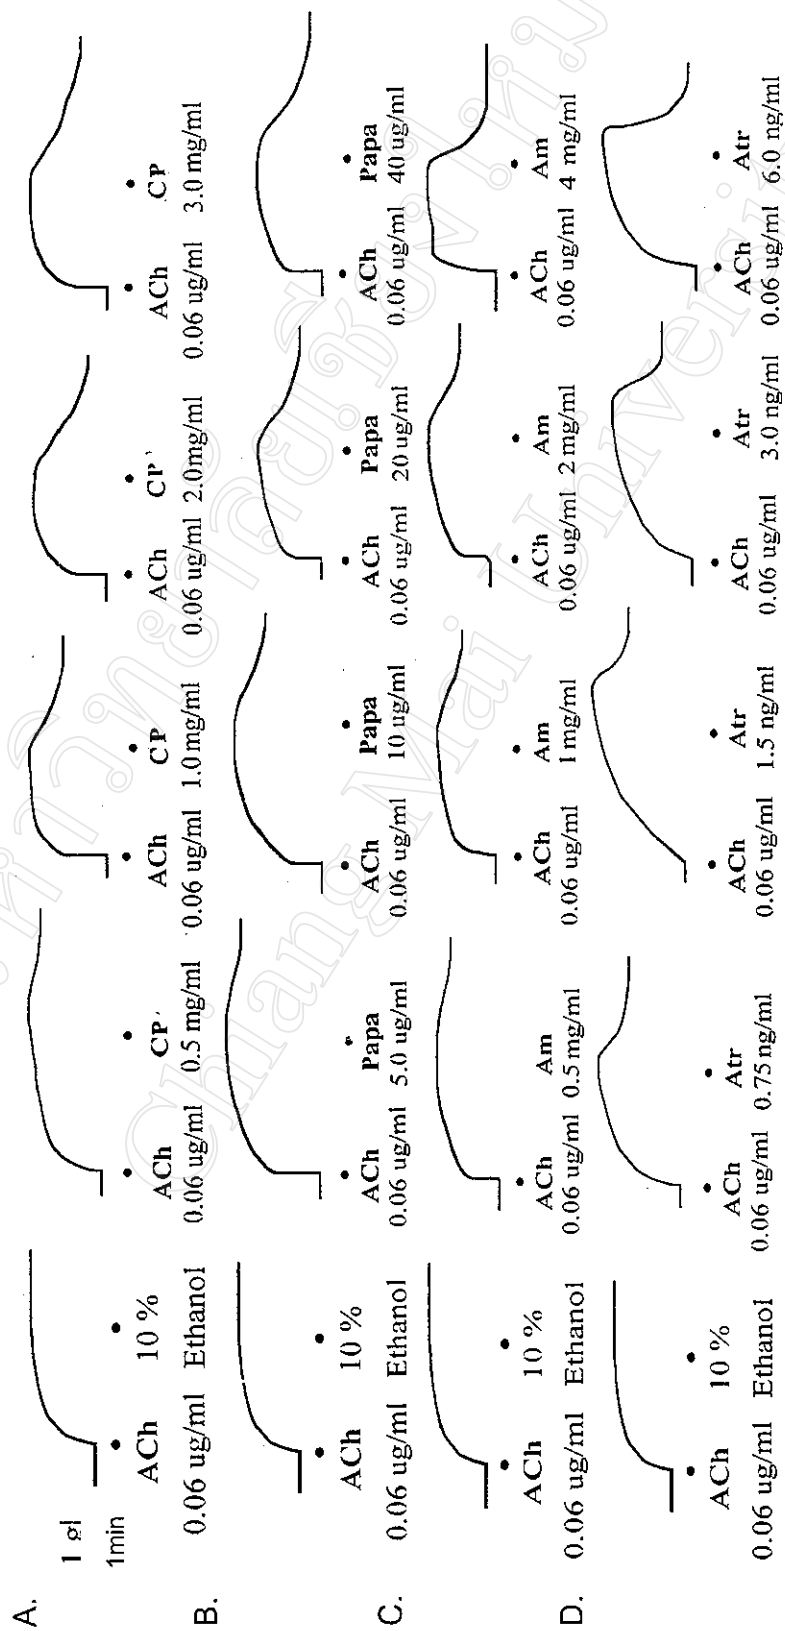 A.
1 g
1min
ACh 10 % ACh CP ACh CP ACh CP ACh CP
0.06 ug/ml Ethanol 0.06 ug/ml 0.5 mg/ml 0.06 ug/ml 1.0 mg/ml 0.06 ug/ml 2.0mg/ml 0.06 ug/ml 3.0 mg/ml
B.
ACh 10 % ACh Papa ACh Papa ACh Papa ACh Papa
0.06 ug/ml Ethanol 0.06 ug/ml 5.0 ug/ml 0.06 ug/ml 10 ug/ml 0.06 ug/ml 20 ug/ml 0.06 ug/ml 40 ug/ml
C.
ACh 10 % ACh Am ACh Am ACh Am ACh Am
0.06 ug/ml Ethanol 0.06 ug/ml 0.5 mg/ml 0.06 ug/ml 1mg/ml 0.06 ug/ml 2 mg/ml 0.06 ug/ml 4 mg/ml
D.
ACh 10 % ACh Atr ACh Atr ACh Atr ACh Atr
0.06 ug/ml Ethanol 0.06 ug/ml 0.75 ng/ml 0.06 ug/ml 1.5 ng/ml 0.06 ug/ml 3.0 ng/ml 0.06 ug/ml 6.0 ng/ml
Chiang Mai Universit